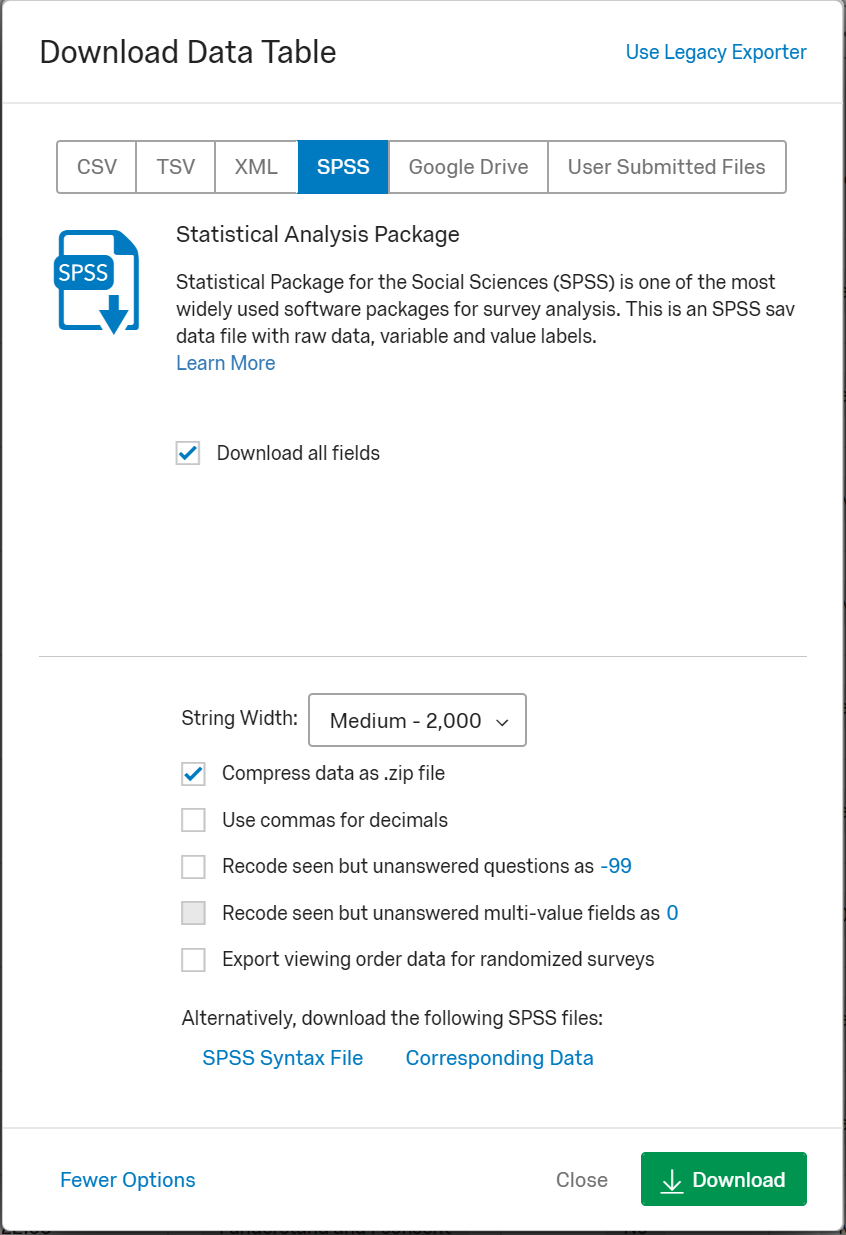 Download Data Table
Use Legacy Exporter
CSV
TSV
XML
SPSS
Google Drive
User Submitted Files
SPSS
Statistical Analysis Package
Statistical Package for the Social Sciences (SPSS) is one of the most
widely used software packages for survey analysis. This is an SPSS sav
data file with raw data, variable and value labels.
Learn More
Download all fields
String Width: Medium - 2,000
Compress data as .zip file
Use commas for decimals
Recode seen but unanswered questions as -99
Recode seen but unanswered multi-value fields as 0
Export viewing order data for randomized surveys
Alternatively, download the following SPSS files:
SPSS Syntax File
Corresponding Data
Fewer Options
Close
Download